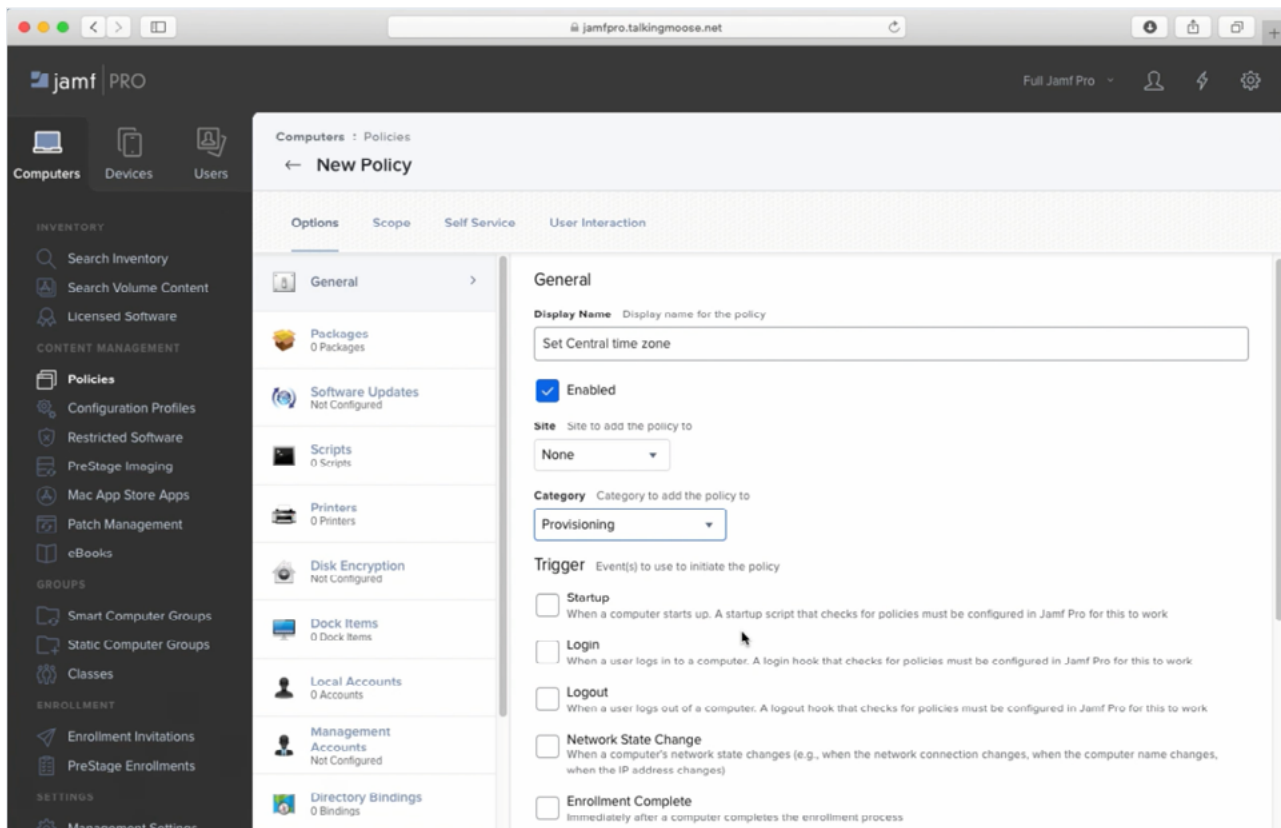 jamfpro.talkingmoose.net
jamf PRO
Full Jamf Pro
Computers
Devices
Users
INVENTORY
Search Inventory
Search Volume Content
Licensed Software
CONTENT MANAGEMENT
Policies
Configuration Profiles
Restricted Software
PreStage Imaging
Mac App Store Apps
Patch Management
eBooks
GROUPS
Smart Computer Groups
Static Computer Groups
Classes
ENROLLMENT
Enrollment Invitations
PreStage Enrollments
SETTINGS
Management Settings
Computers : Policies
← New Policy
Options Scope Self Service User Interaction
General
Packages
0 Packages
Software Updates
Not Configured
Scripts
0 Scripts
Printers
0 Printers
Disk Encryption
Not Configured
Dock Items
0 Dock Items
Local Accounts
0 Accounts
Management
Accounts
Not Configured
Directory Bindings
0 Bindings
General
Display Name Display name for the policy
Set Central time zone
Enabled
Site Site to add the policy to
None
Category Category to add the policy to
Provisioning
Trigger Event(s) to use to initiate the policy
Startup
When a computer starts up. A startup script that checks for policies must be configured in Jamf Pro for this to work
Login
When a user logs in to a computer. A login hook that checks for policies must be configured in Jamf Pro for this to work
Logout
When a user logs out of a computer. A logout hook that checks for policies must be configured in Jamf Pro for this to work
Network State Change
When a computer's network state changes (e.g., when the network connection changes, when the computer name changes,
when the IP address changes)
Enrollment Complete
Immediately after a computer completes the enrollment process